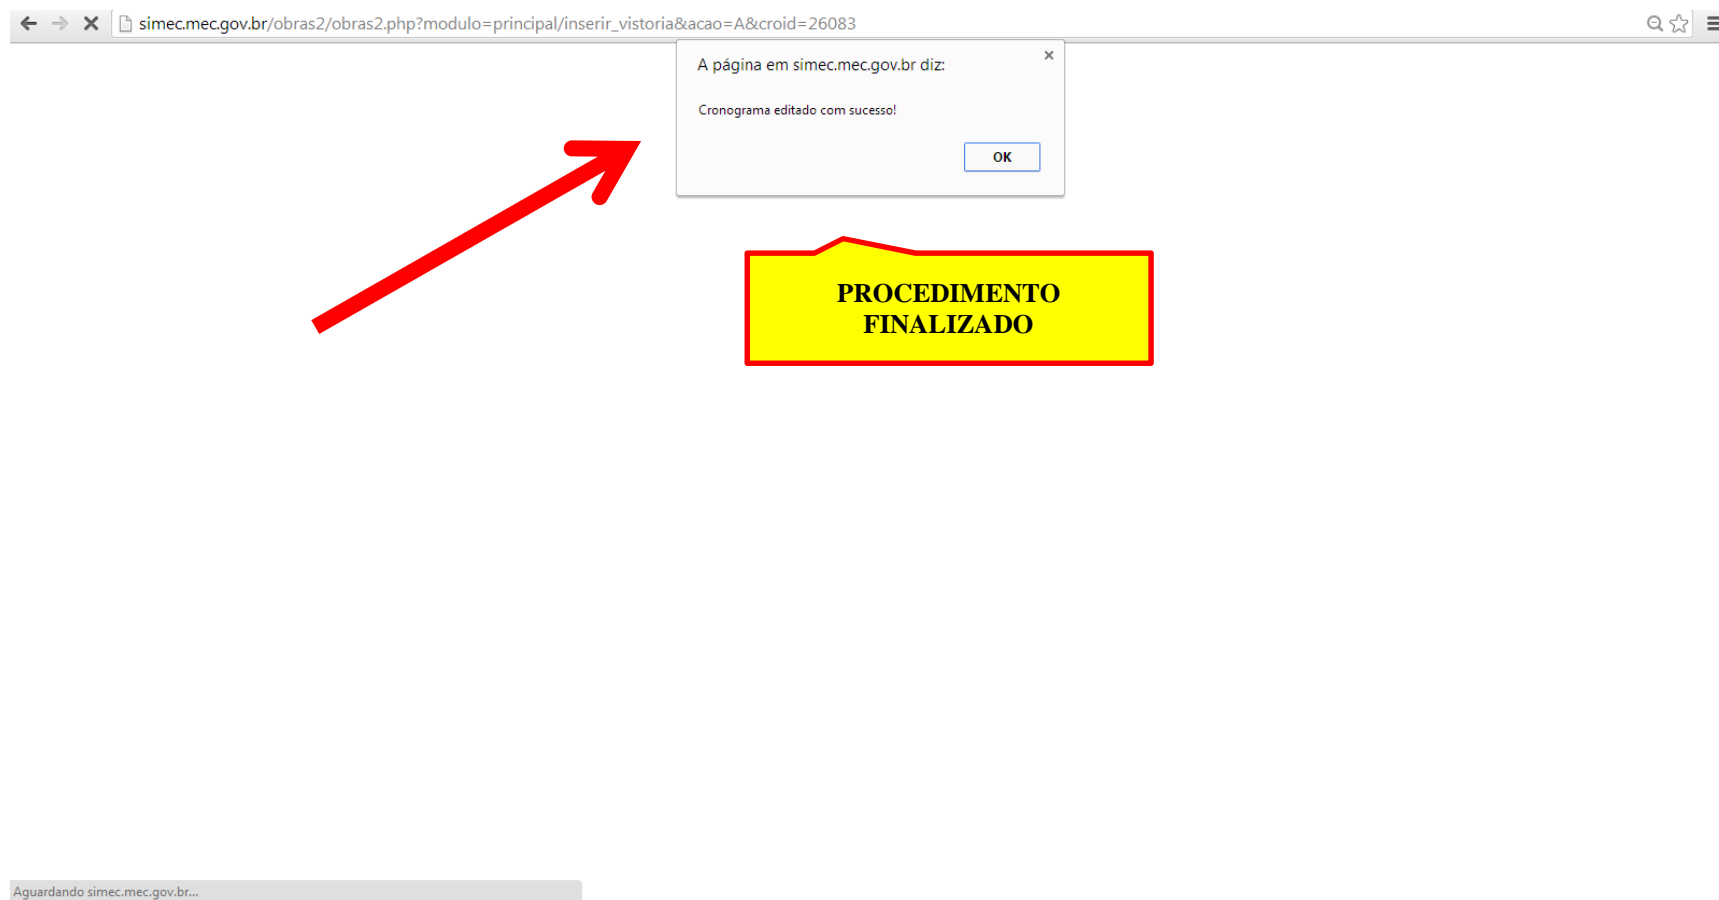 simec.mec.gov.br/obras2/obras2.php?modulo=principal/inserir_vistoria&acao=A&croid=26083
A página em simec.mec.gov.br diz:
Cronograma editado com sucesso!
OK
PROCEDIMENTO
FINALIZADO
Aguardando simec.mec.gov.br...